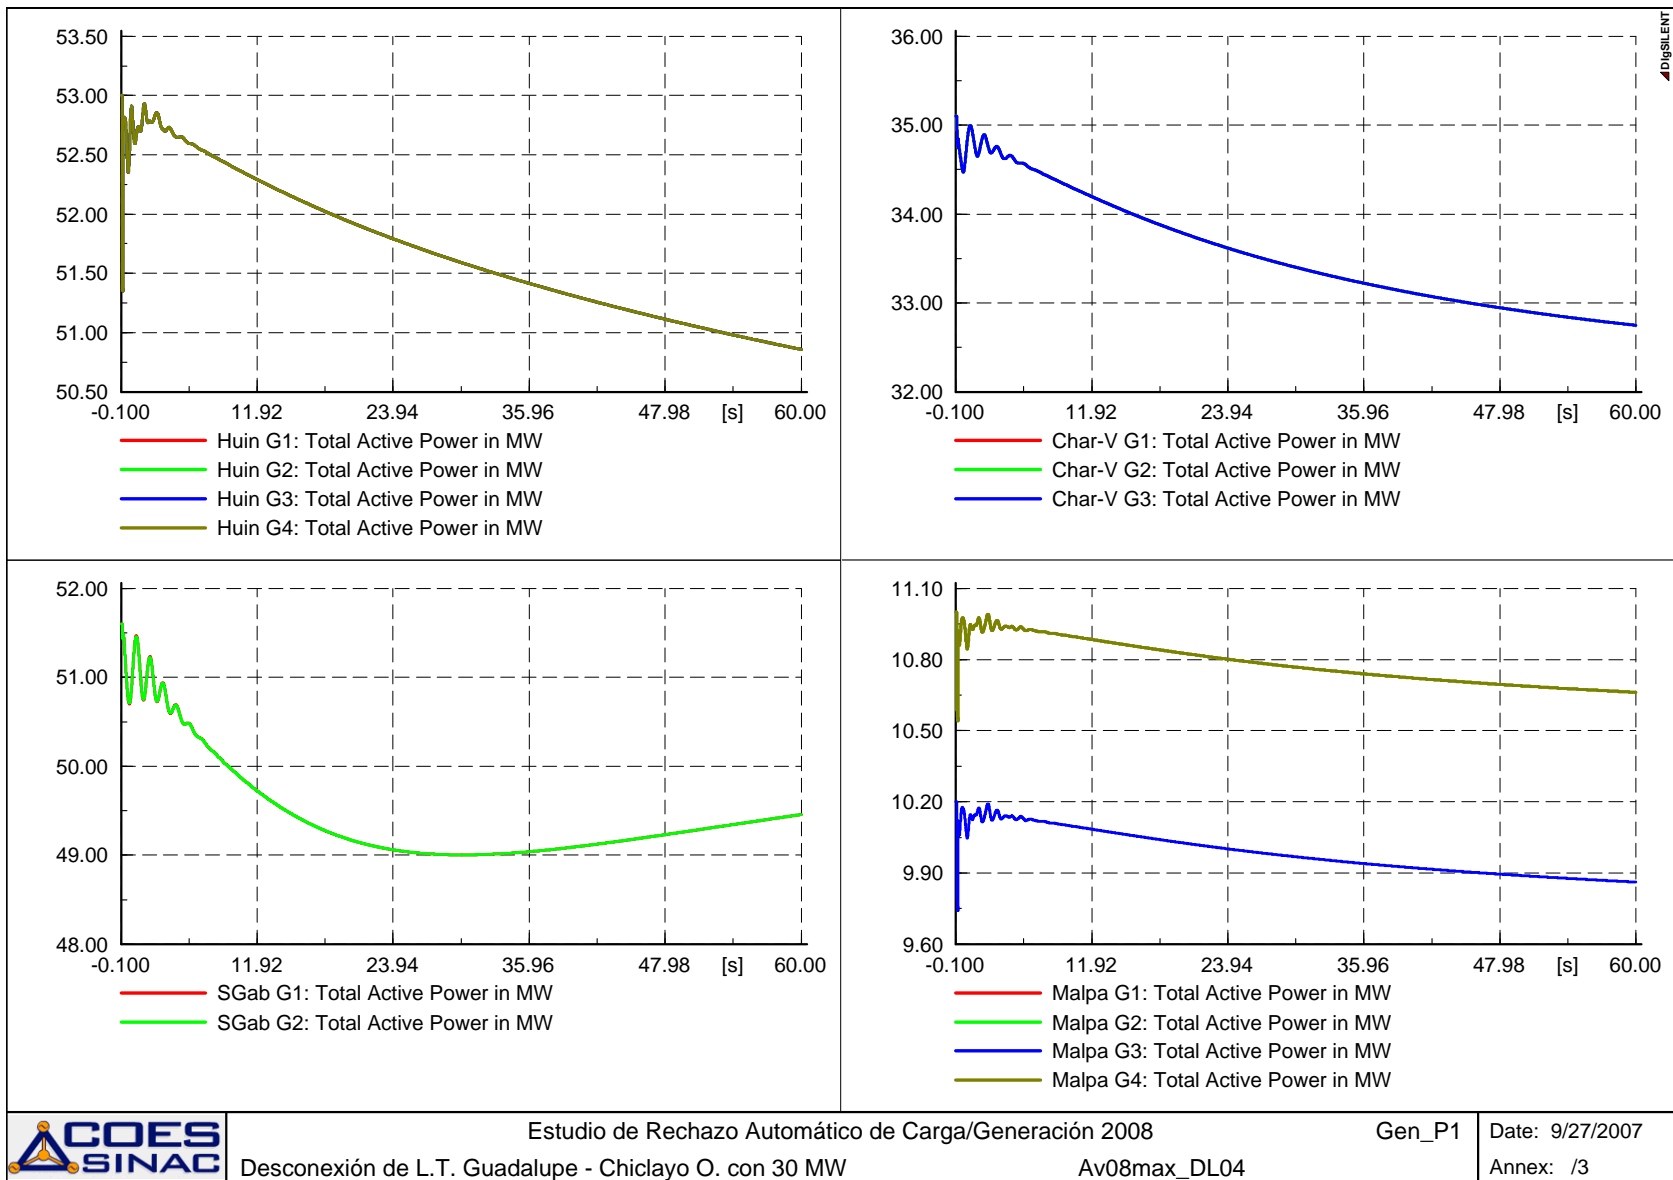 53.50
53.00
52.50
52.00
51.50
51.00
50.50
-0.100 11.92 23.94 35.96 47.98 [s] 60.00
Huin G1: Total Active Power in MW
Huin G2: Total Active Power in MW
Huin G3: Total Active Power in MW
Huin G4: Total Active Power in MW
36.00
35.00
34.00
33.00
32.00
-0.100 11.92 23.94 35.96 47.98 [s] 60.00
Char-V G1: Total Active Power in MW
Char-V G2: Total Active Power in MW
Char-V G3: Total Active Power in MW
DIgSILENT
52.00
51.00
50.00
49.00
48.00
-0.100 11.92 23.94 35.96 47.98 [s] 60.00
SGab G1: Total Active Power in MW
SGab G2: Total Active Power in MW
11.10
10.80
10.50
10.20
9.90
9.60
-0.100 11.92 23.94 35.96 47.98 [s] 60.00
Malpa G1: Total Active Power in MW
Malpa G2: Total Active Power in MW
Malpa G3: Total Active Power in MW
Malpa G4: Total Active Power in MW
COES
SINAC
Estudio de Rechazo Automático de Carga/Generación 2008 Gen_P1
Desconexión de L.T. Guadalupe - Chiclayo O. con 30 MW Av08max_DL04
Date: 9/27/2007
Annex: /3